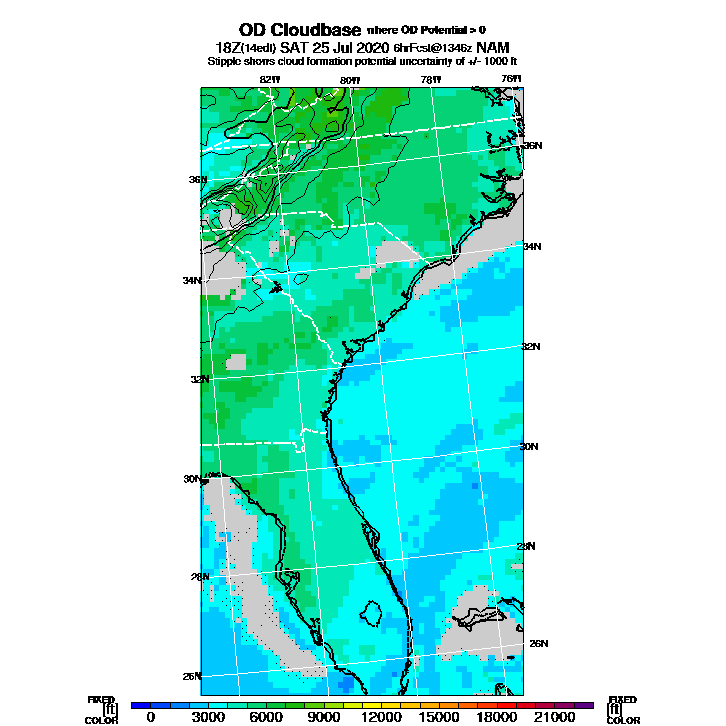 OD Cloudbase where OD Potential > 0
18Z(14edt) SAT 25 Jul 2020 6hrFcst@1346z NAM
Stipple shows cloud formation potential uncertainty of +/- 1000 ft
82W 80W 78W 76W
36N
36N
34N
34N
32N
32N
30N
30N
28N
28N
26N
26N
FIXED FIXED
[ft] [ft]
COLOR COLOR
0 3000 6000 9000 12000 15000 18000 21000